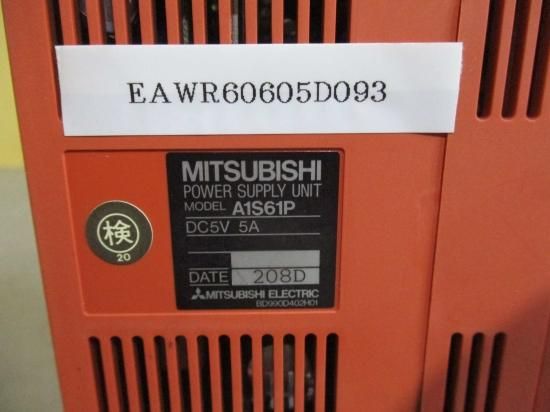 EAWR60605D093
MITSUBISHI
POWER SUPPLY UNIT
MODEL A1S61P
DC5V 5A
DATE 208D
MITSUBISHI ELECTRIC
BD990D402H01
検
20